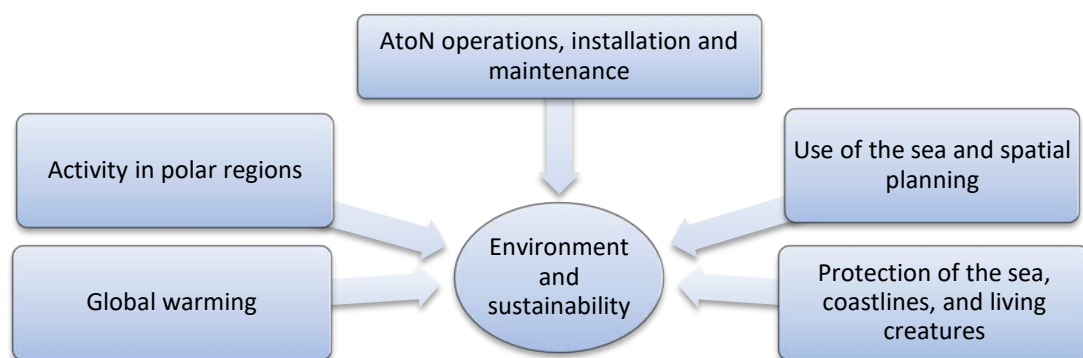 AtoN operations, installation and
maintenance
Activity in polar regions
Use of the sea and spatial
planning
Environment
and
sustainability
Global warming
Protection of the sea,
coastlines, and living
creatures